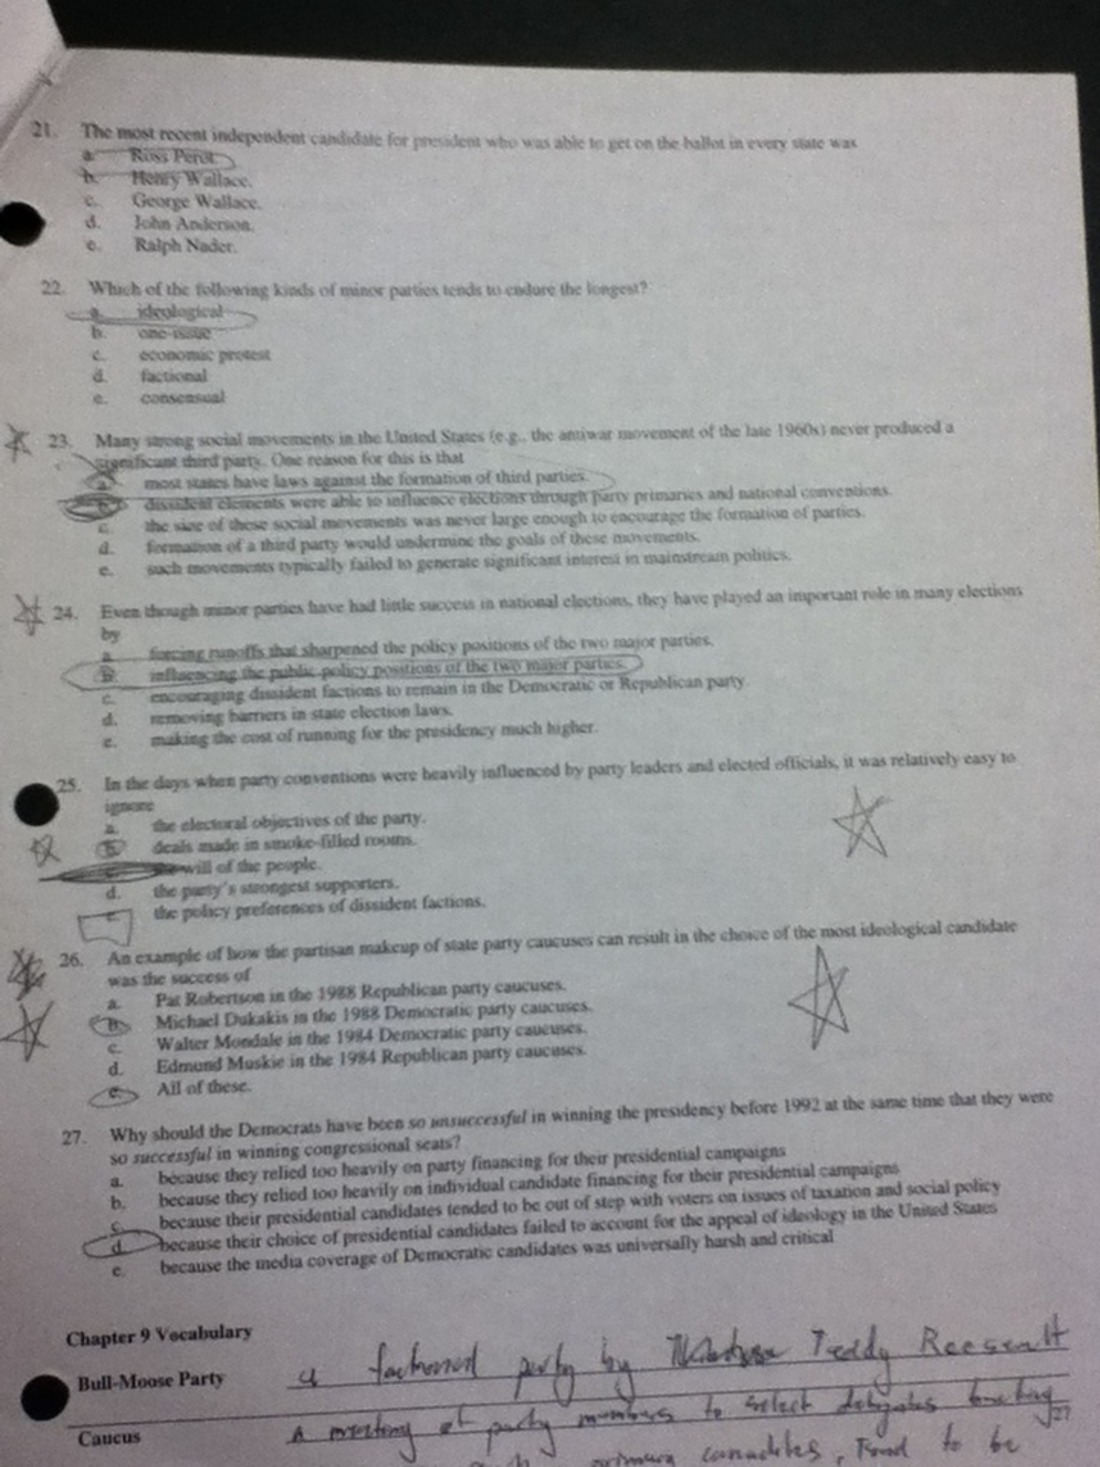 21. The most recent independent candidate for president who was able to get on the ballot in every state was
a. Ross Perot.
b. Henry Wallace.
c. George Wallace.
d. John Anderson.
e. Ralph Nader.
22. Which of the following kinds of minor parties tends to endure the longest?
a. ideological
b. one-issue
c. economic protest
d. factional
e. consensual
23. Many strong social movements in the United States (e.g., the antiwar movement of the late 1960s) never produced a
significant third party. One reason for this is that
a. most states have laws against the formation of third parties.
b. dissident elements were able to influence elections through party primaries and national conventions.
c. the size of these social movements was never large enough to encourage the formation of parties.
d. formation of a third party would undermine the goals of these movements.
e. such movements typically failed to generate significant interest in mainstream politics.
24. Even though minor parties have had little success in national elections, they have played an important role in many elections
by
a. forcing runoffs that sharpened the policy positions of the two major parties.
b. influencing the public-policy positions of the two major parties.
c. encouraging dissident factions to remain in the Democratic or Republican party.
d. removing barriers in state election laws.
e. making the cost of running for the presidency much higher.
25. In the days when party conventions were heavily influenced by party leaders and elected officials, it was relatively easy to
ignore
a. the electoral objectives of the party.
b. deals made in smoke-filled rooms.
c. the will of the people.
d. the party's strongest supporters.
e. the policy preferences of dissident factions.
26. An example of how the partisan makeup of state party caucuses can result in the choice of the most ideological candidate
was the success of
a. Pat Robertson in the 1988 Republican party caucuses.
b. Michael Dukakis in the 1988 Democratic party caucuses.
c. Walter Mondale in the 1984 Democratic party caucuses.
d. Edmund Muskie in the 1984 Republican party caucuses.
e. All of these.
27. Why should the Democrats have been so unsuccessful in winning the presidency before 1992 at the same time that they were
so successful in winning congressional seats?
a. because they relied too heavily on party financing for their presidential campaigns
b. because they relied too heavily on individual candidate financing for their presidential campaigns
c. because their presidential candidates tended to be out of step with voters on issues of taxation and social policy
d. because their choice of presidential candidates failed to account for the appeal of ideology in the United States
e. because the media coverage of Democratic candidates was universally harsh and critical
Chapter 9 Vocabulary
Bull-Moose Party a factional party by Teddy
Caucus A meeting of party members to select delegates
27
to be